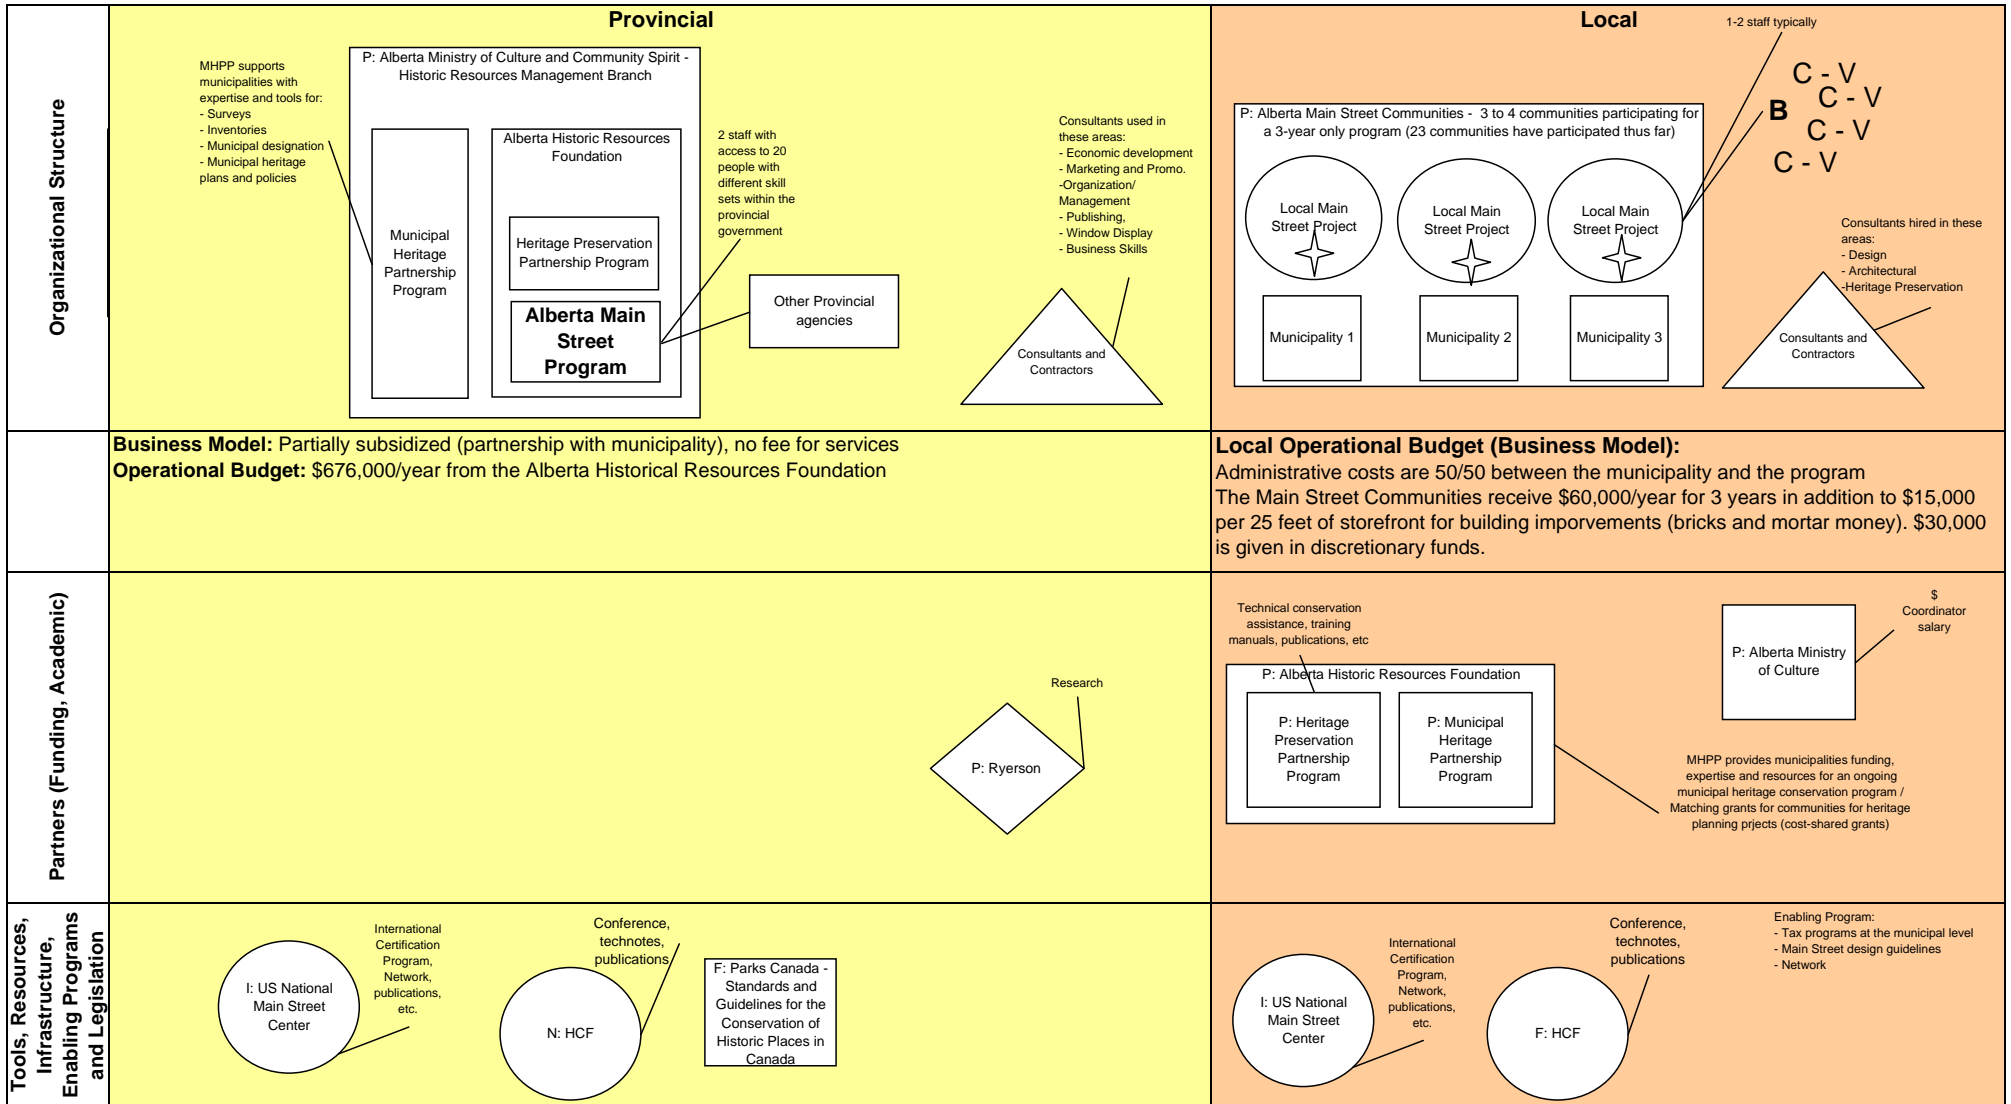 Provincial
Local
Organizational Structure
MHPP supports
municipalities with
expertise and tools for:
- Surveys
- Inventories
- Municipal designation
- Municipal heritage
plans and policies
P: Alberta Ministry of Culture and Community Spirit -
Historic Resources Management Branch
Municipal
Heritage
Partnership
Program
Alberta Historic Resources
Foundation
Heritage Preservation
Partnership Program
Alberta Main
Street
Program
2 staff with
access to 20
people with
different skill
sets within the
provincial
government
Other Provincial
agencies
Consultants used in
these areas:
- Economic development
- Marketing and Promo.
-Organization/
Management
- Publishing,
- Window Display
- Business Skills
Consultants and
Contractors
1-2 staff typically
P: Alberta Main Street Communities - 3 to 4 communities participating for
a 3-year only program (23 communities have participated thus far)
Local Main
Street Project
Local Main
Street Project
Local Main
Street Project
Municipality 1
Municipality 2
Municipality 3
B
C - V
C - V
C - V
C - V
Consultants hired in these
areas:
- Design
- Architectural
-Heritage Preservation
Consultants and
Contractors
Business Model: Partially subsidized (partnership with municipality), no fee for services
Operational Budget: $676,000/year from the Alberta Historical Resources Foundation
Local Operational Budget (Business Model):
Administrative costs are 50/50 between the municipality and the program
The Main Street Communities receive $60,000/year for 3 years in addition to $15,000
per 25 feet of storefront for building imporvements (bricks and mortar money). $30,000
is given in discretionary funds.
Partners (Funding, Academic)
Research
P: Ryerson
Technical conservation
assistance, training
manuals, publications, etc
P: Alberta Historic Resources Foundation
P: Heritage
Preservation
Partnership
Program
P: Municipal
Heritage
Partnership
Program
$
Coordinator
salary
P: Alberta Ministry
of Culture
MHPP provides municipalities funding,
expertise and resources for an ongoing
municipal heritage conservation program /
Matching grants for communities for heritage
planning prjects (cost-shared grants)
Tools, Resources,
Infrastructure,
Enabling Programs
and Legislation
I: US National
Main Street
Center
International
Certification
Program,
Network,
publications,
etc.
Conference,
technotes,
publications
N: HCF
F: Parks Canada -
Standards and
Guidelines for the
Conservation of
Historic Places in
Canada
I: US National
Main Street
Center
International
Certification
Program,
Network,
publications,
etc.
Conference,
technotes,
publications
F: HCF
Enabling Program:
- Tax programs at the municipal level
- Main Street design guidelines
- Network